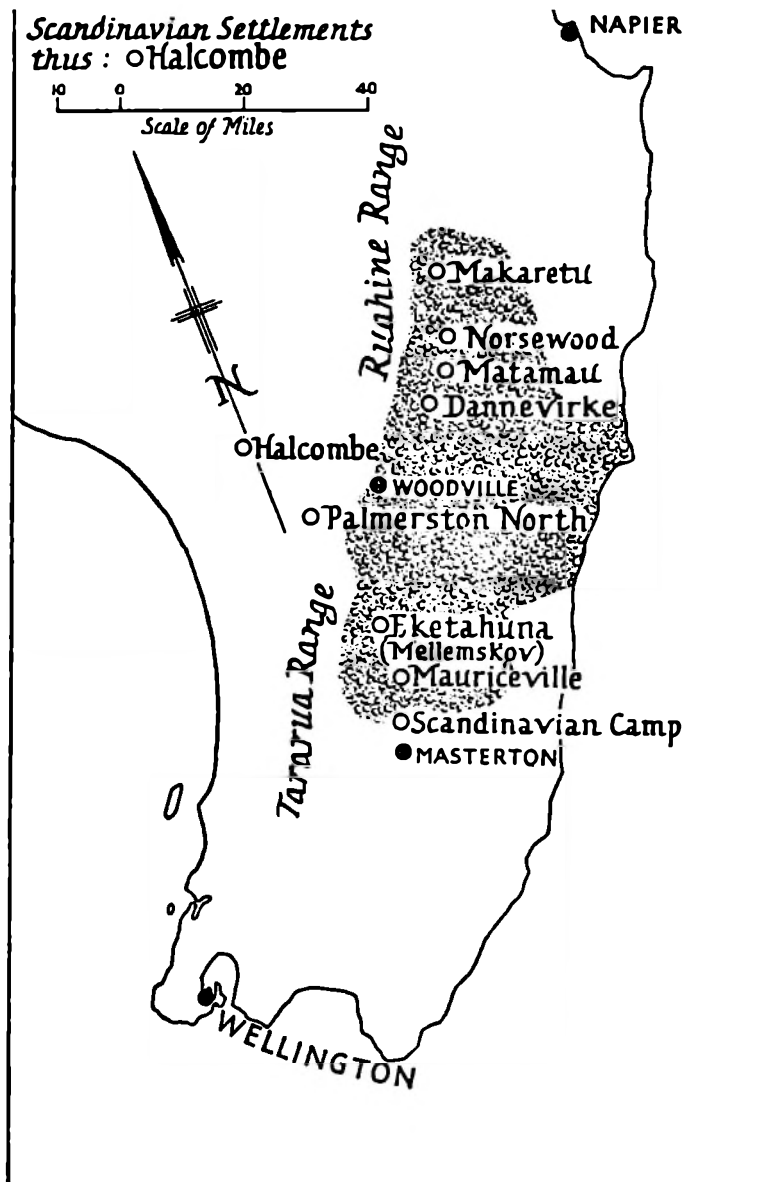 Scandinavian Settlements
thus : Halcombe
10 0 20 40
Scale of Miles
NAPIER
Ruahine Range
Makaretu
Norsewood
Matamau
Dannevirke
N
Halcombe
WOODVILLE
Palmerston North
Tararua Range
Eketahuna
(Mellemskov)
Mauriceville
Scandinavian Camp
MASTERTON
WELLINGTON